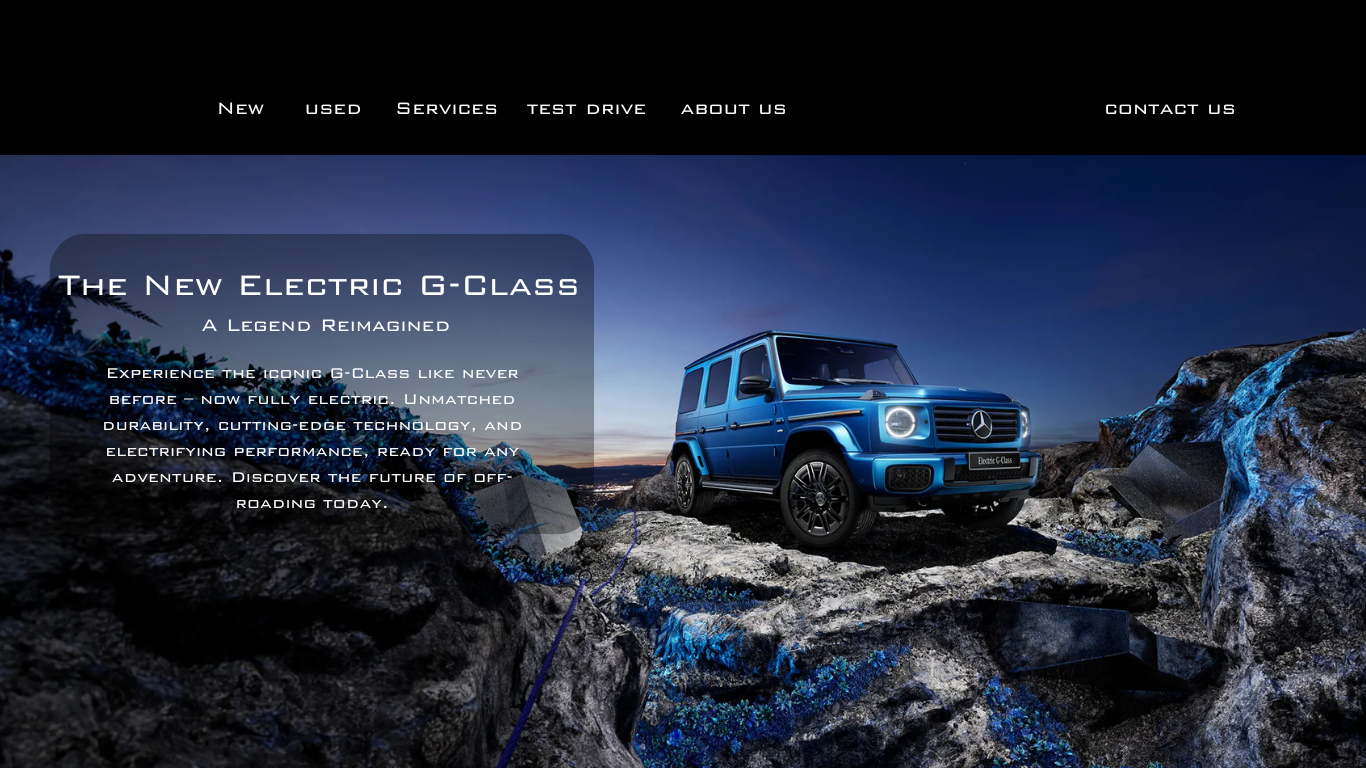 New used Services test drive about us contact us
The New Electric G-Class
A Legend Reimagined
Experience the iconic G-Class like never
before – now fully electric. Unmatched
durability, cutting-edge technology, and
electrifying performance, ready for any
adventure. Discover the future of off-
roading today.
Electric G-Class